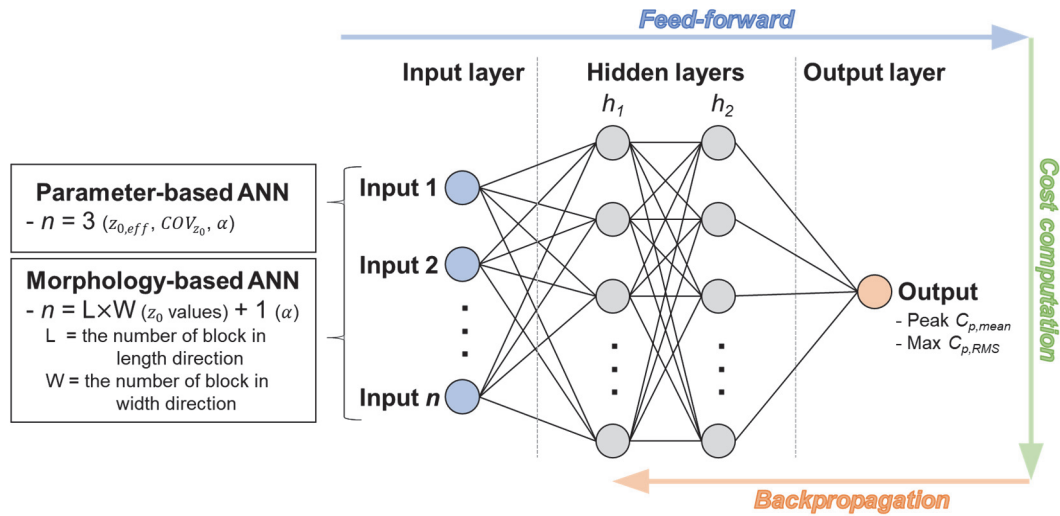 Feed-forward
Input layer
Hidden layers
Output layer
h1
h2
Parameter-based ANN
- n = 3 (z0,eff, COVz0, α)
Morphology-based ANN
- n = L×W (z0 values) + 1 (α)
L = the number of block in
length direction
W = the number of block in
width direction
Input 1
Input 2
Input n
Output
- Peak Cp,mean
- Max Cp,RMS
Cost computation
Backpropagation